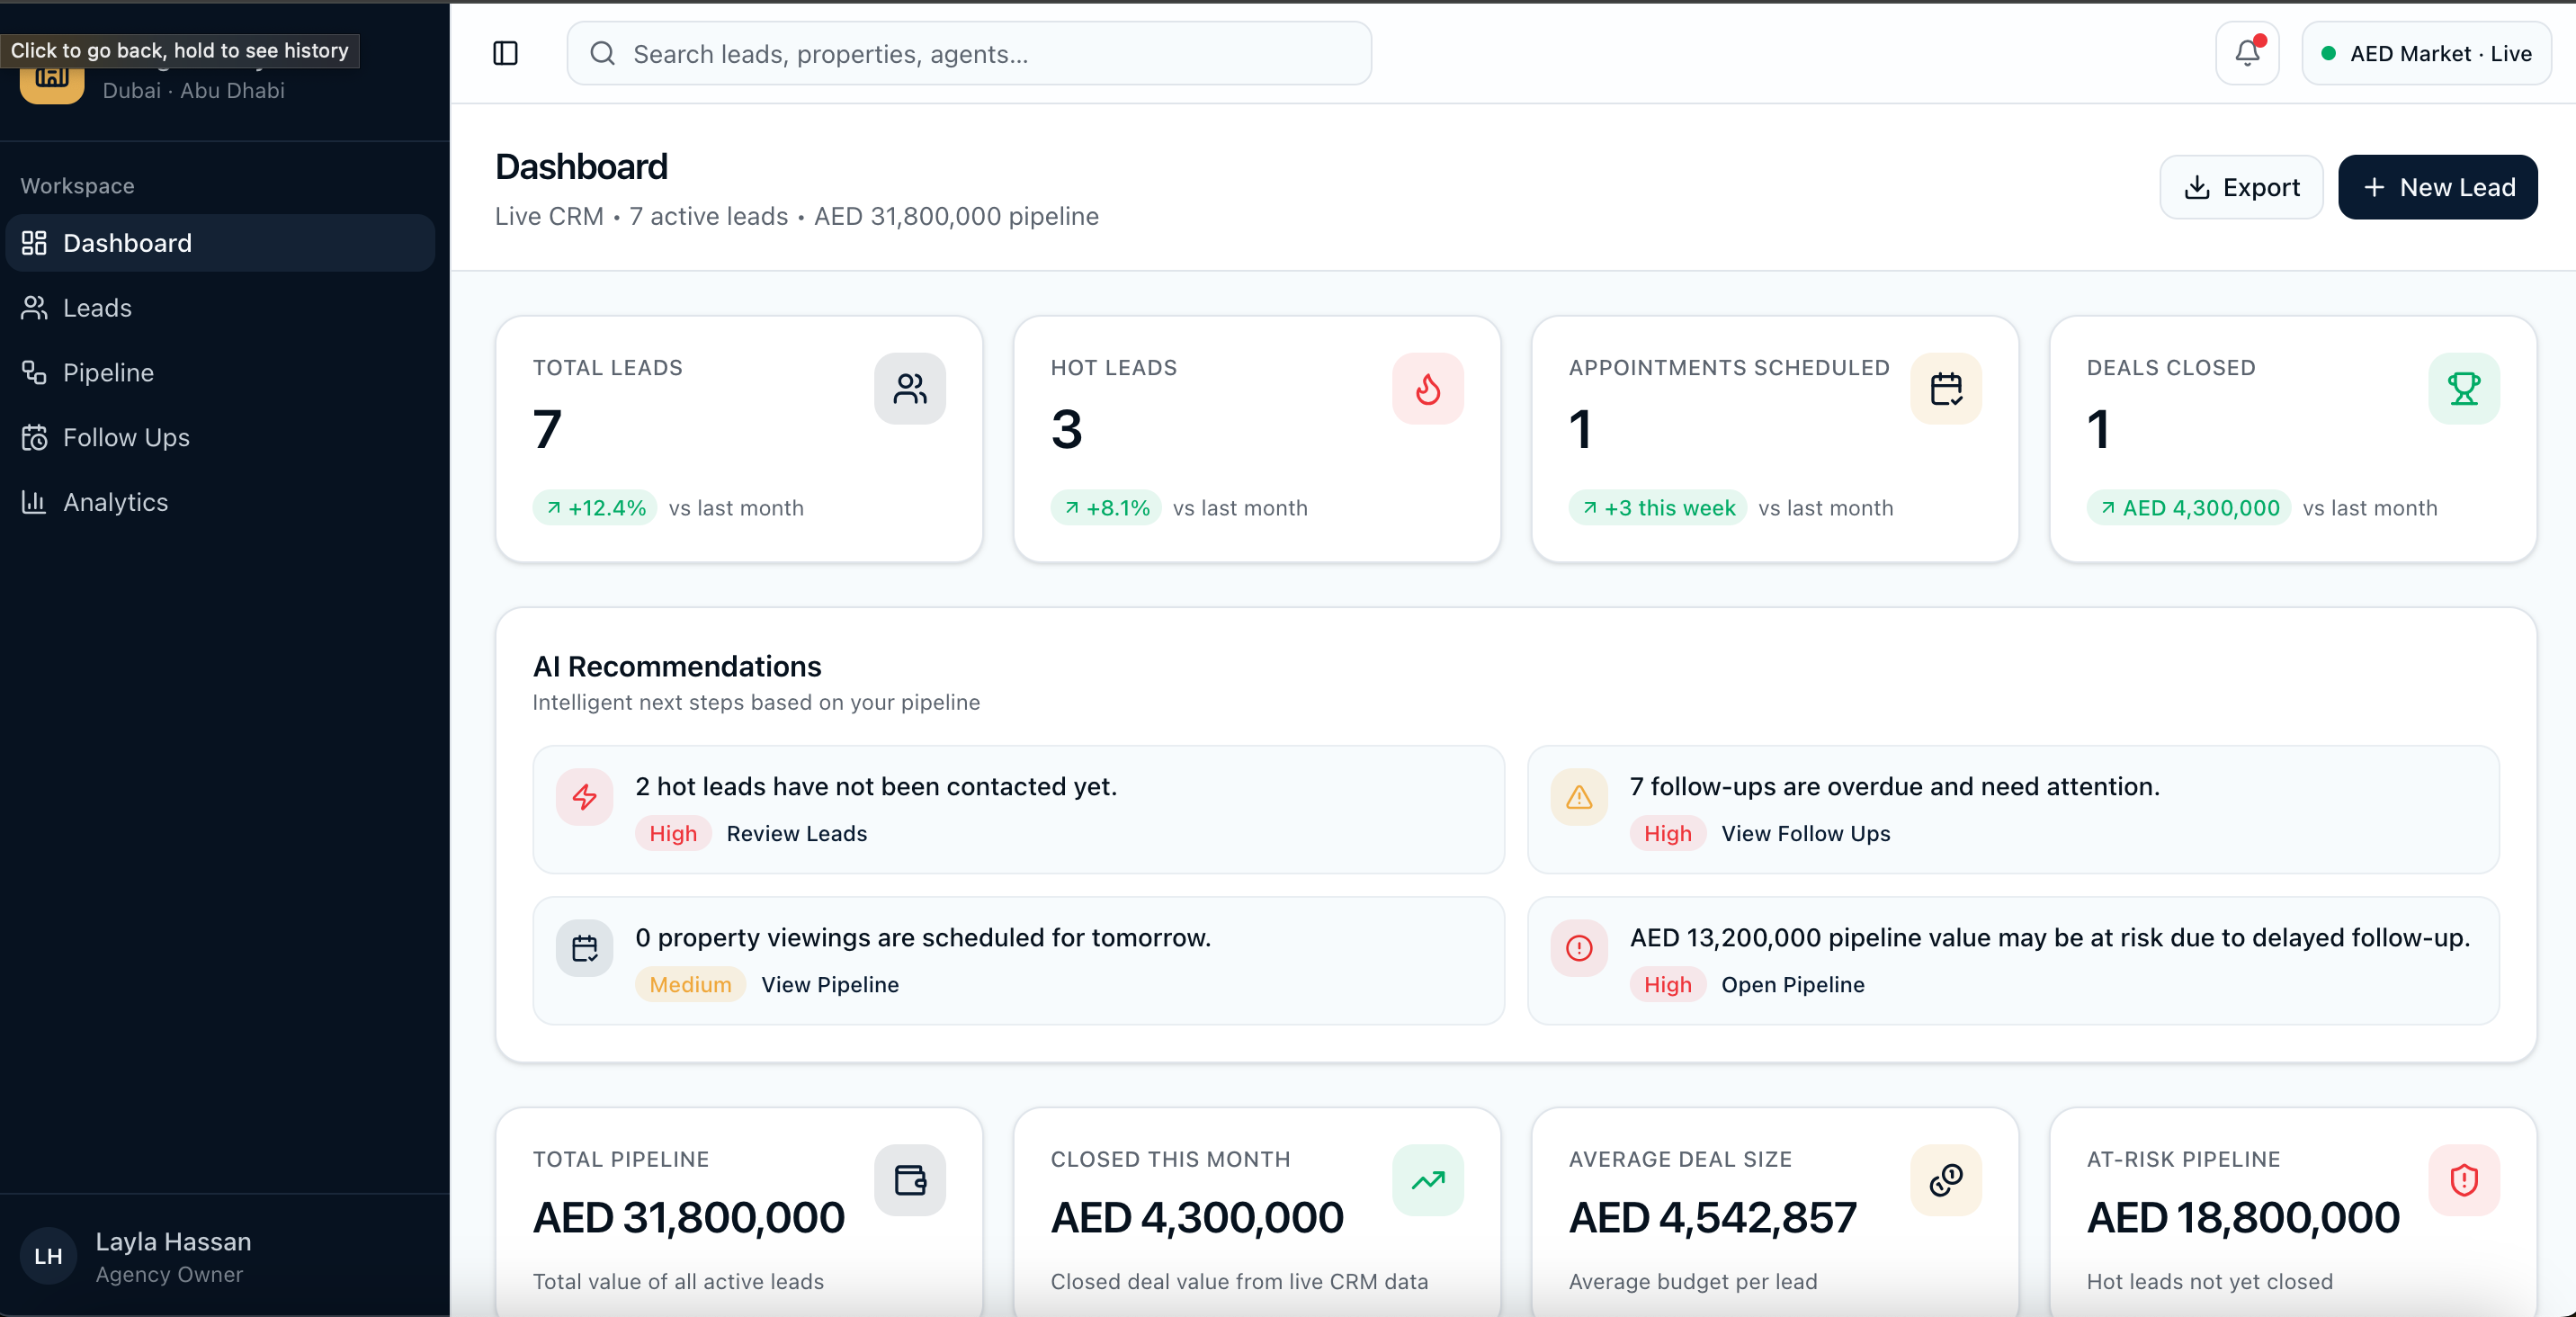 Click to go back, hold to see history
Dubai · Abu Dhabi
Workspace
Dashboard
Leads
Pipeline
Follow Ups
Analytics
LH
Layla Hassan
Agency Owner
Search leads, properties, agents...
AED Market · Live
Dashboard
Live CRM • 7 active leads • AED 31,800,000 pipeline
Export
New Lead
TOTAL LEADS
7
+12.4% vs last month
HOT LEADS
3
+8.1% vs last month
APPOINTMENTS SCHEDULED
1
+3 this week vs last month
DEALS CLOSED
1
AED 4,300,000 vs last month
AI Recommendations
Intelligent next steps based on your pipeline
2 hot leads have not been contacted yet.
High Review Leads
7 follow-ups are overdue and need attention.
High View Follow Ups
0 property viewings are scheduled for tomorrow.
Medium View Pipeline
AED 13,200,000 pipeline value may be at risk due to delayed follow-up.
High Open Pipeline
TOTAL PIPELINE
AED 31,800,000
Total value of all active leads
CLOSED THIS MONTH
AED 4,300,000
Closed deal value from live CRM data
AVERAGE DEAL SIZE
AED 4,542,857
Average budget per lead
AT-RISK PIPELINE
AED 18,800,000
Hot leads not yet closed